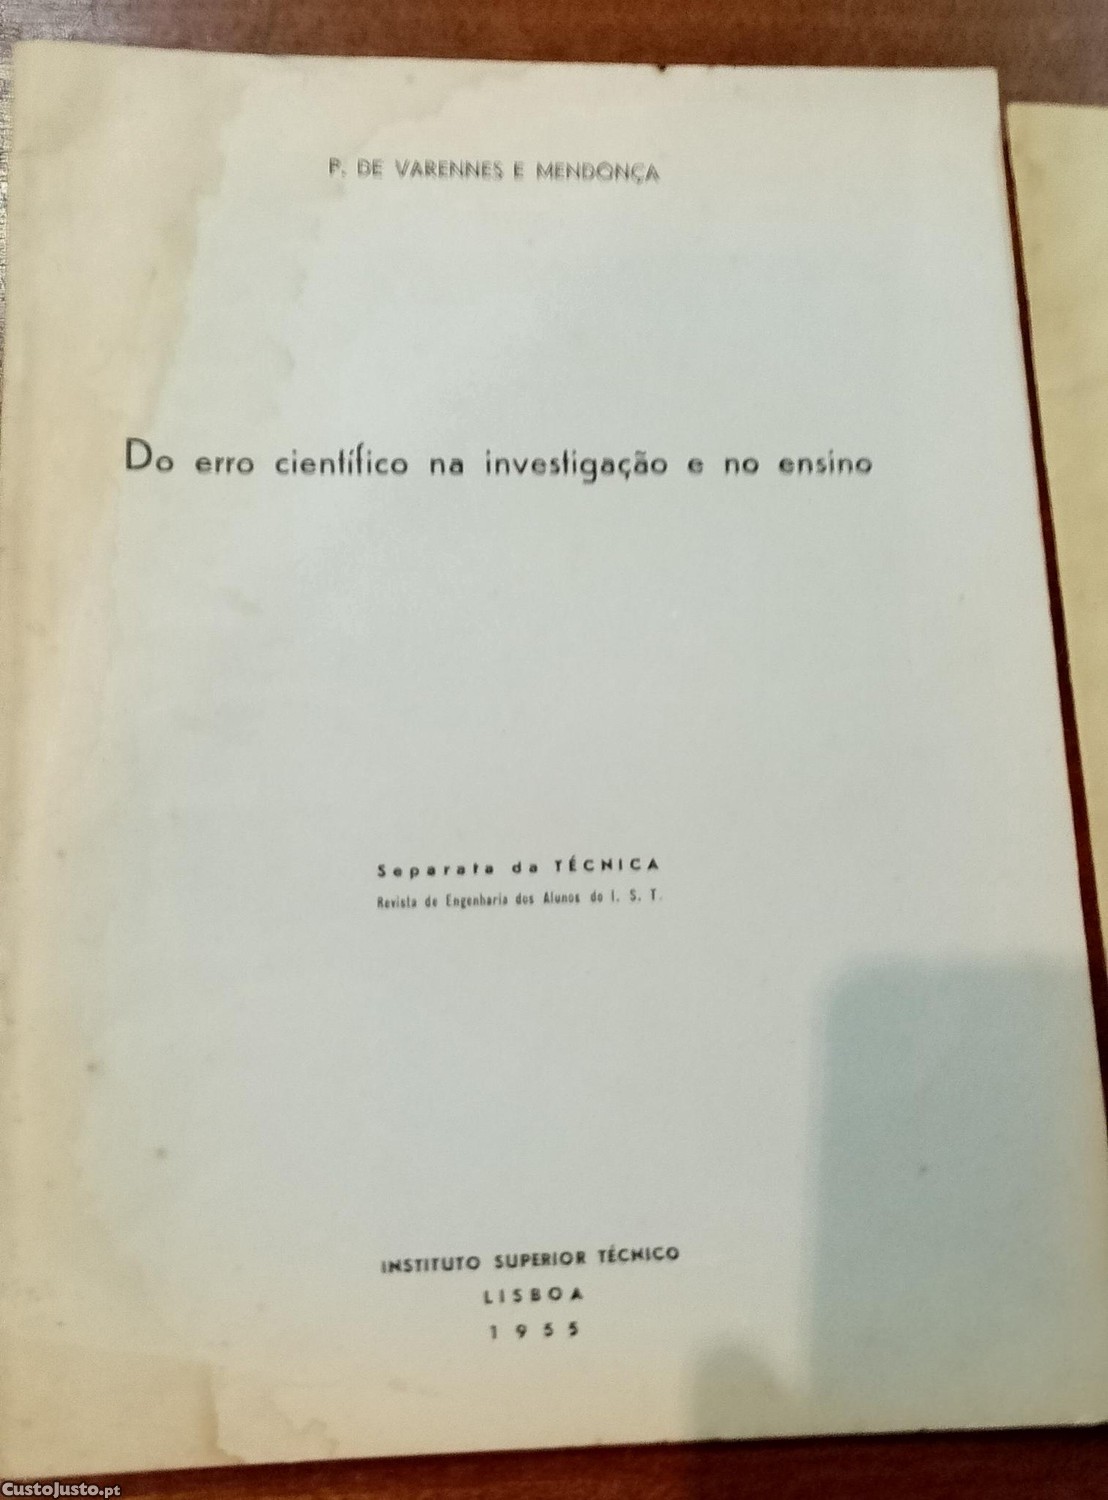 P. DE VARENNES E MENDONÇA
Do erro científico na investigação e no ensino
Separata da TÉCNICA
Revista de Engenharia dos Alunos do I. S. T.
INSTITUTO SUPERIOR TÉCNICO
LISBOA
1955
CustoJusto.pt